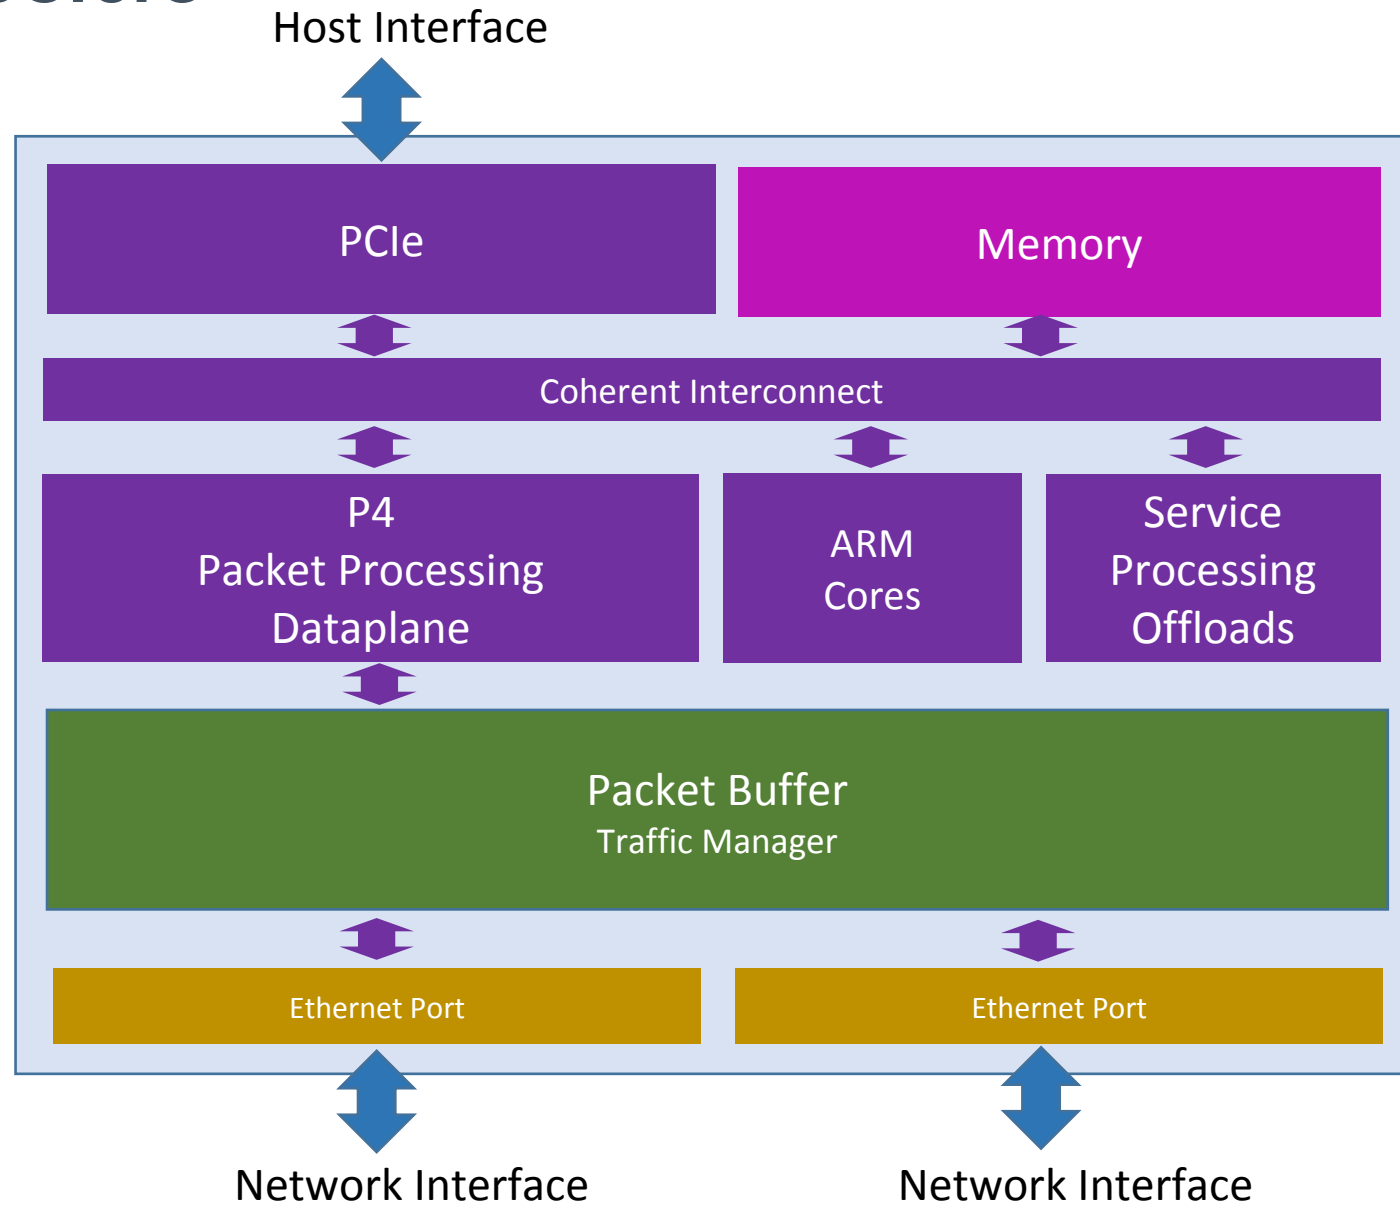 Host Interface
PCIe
Memory
Coherent Interconnect
P4
Packet Processing
Dataplane
ARM
Cores
Service
Processing
Offloads
Packet Buffer
Traffic Manager
Ethernet Port
Ethernet Port
Network Interface
Network Interface